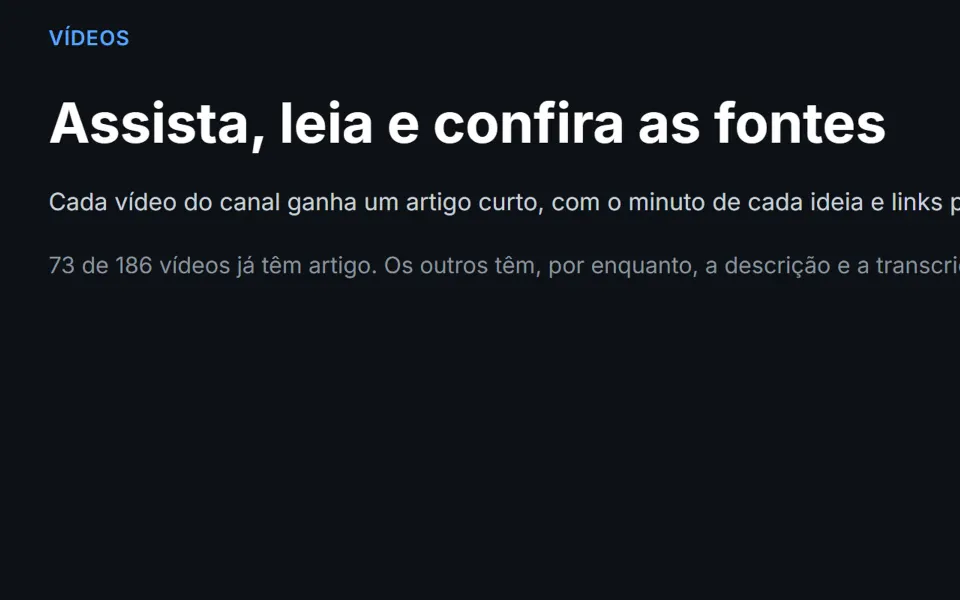 VÍDEOS
Assista, leia e confira as fontes
Cada vídeo do canal ganha um artigo curto, com o minuto de cada ideia e links
73 de 186 vídeos já têm artigo. Os outros têm, por enquanto, a descrição e a